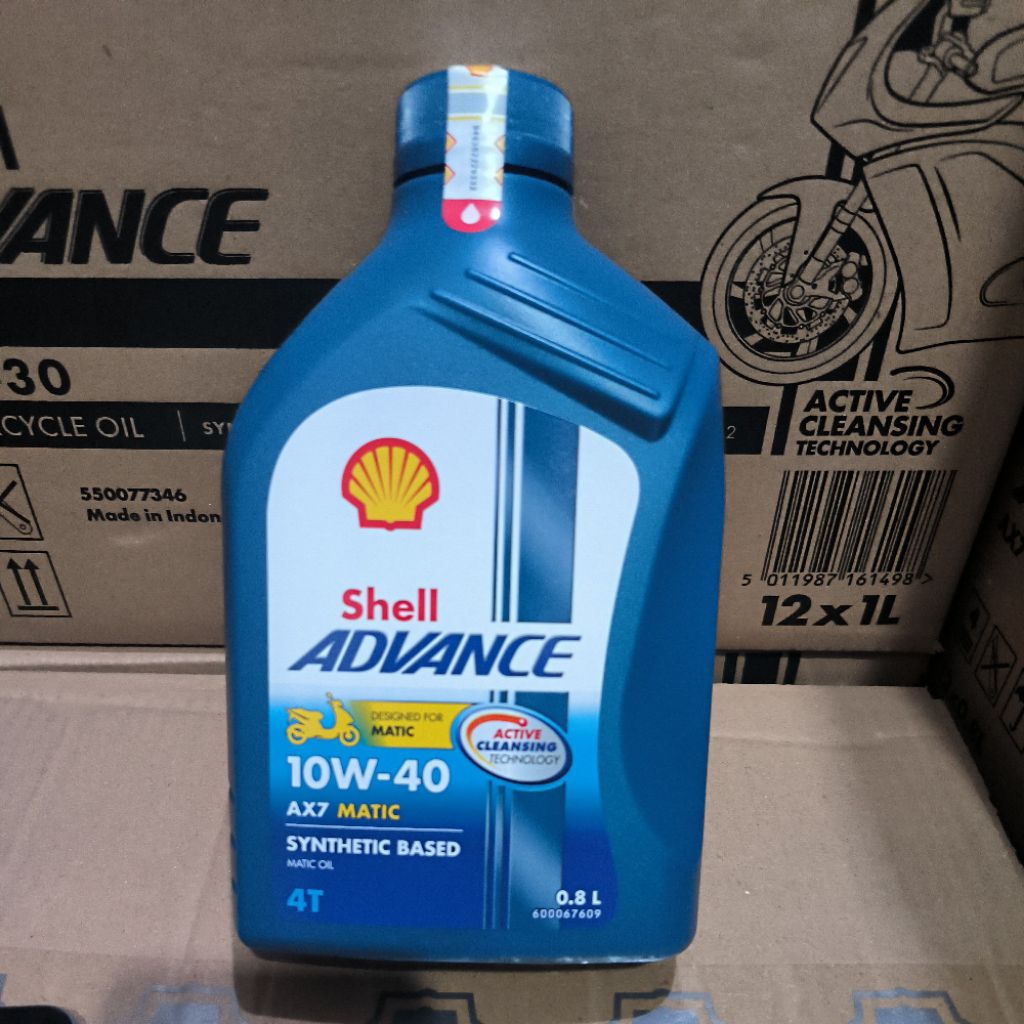 VANCE
30
CYCLE OIL
550077346
Made in Indon
ACTIVE
CLEANSING
TECHNOLOGY
5 011987 161498 >
12 x 1L
Shell
ADVANCE
DESIGNED FOR
MATIC
ACTIVE
CLEANSING
TECHNOLOGY
10W-40
AX7 MATIC
SYNTHETIC BASED
MATIC OIL
4T
0.8 L
600067609
AX7